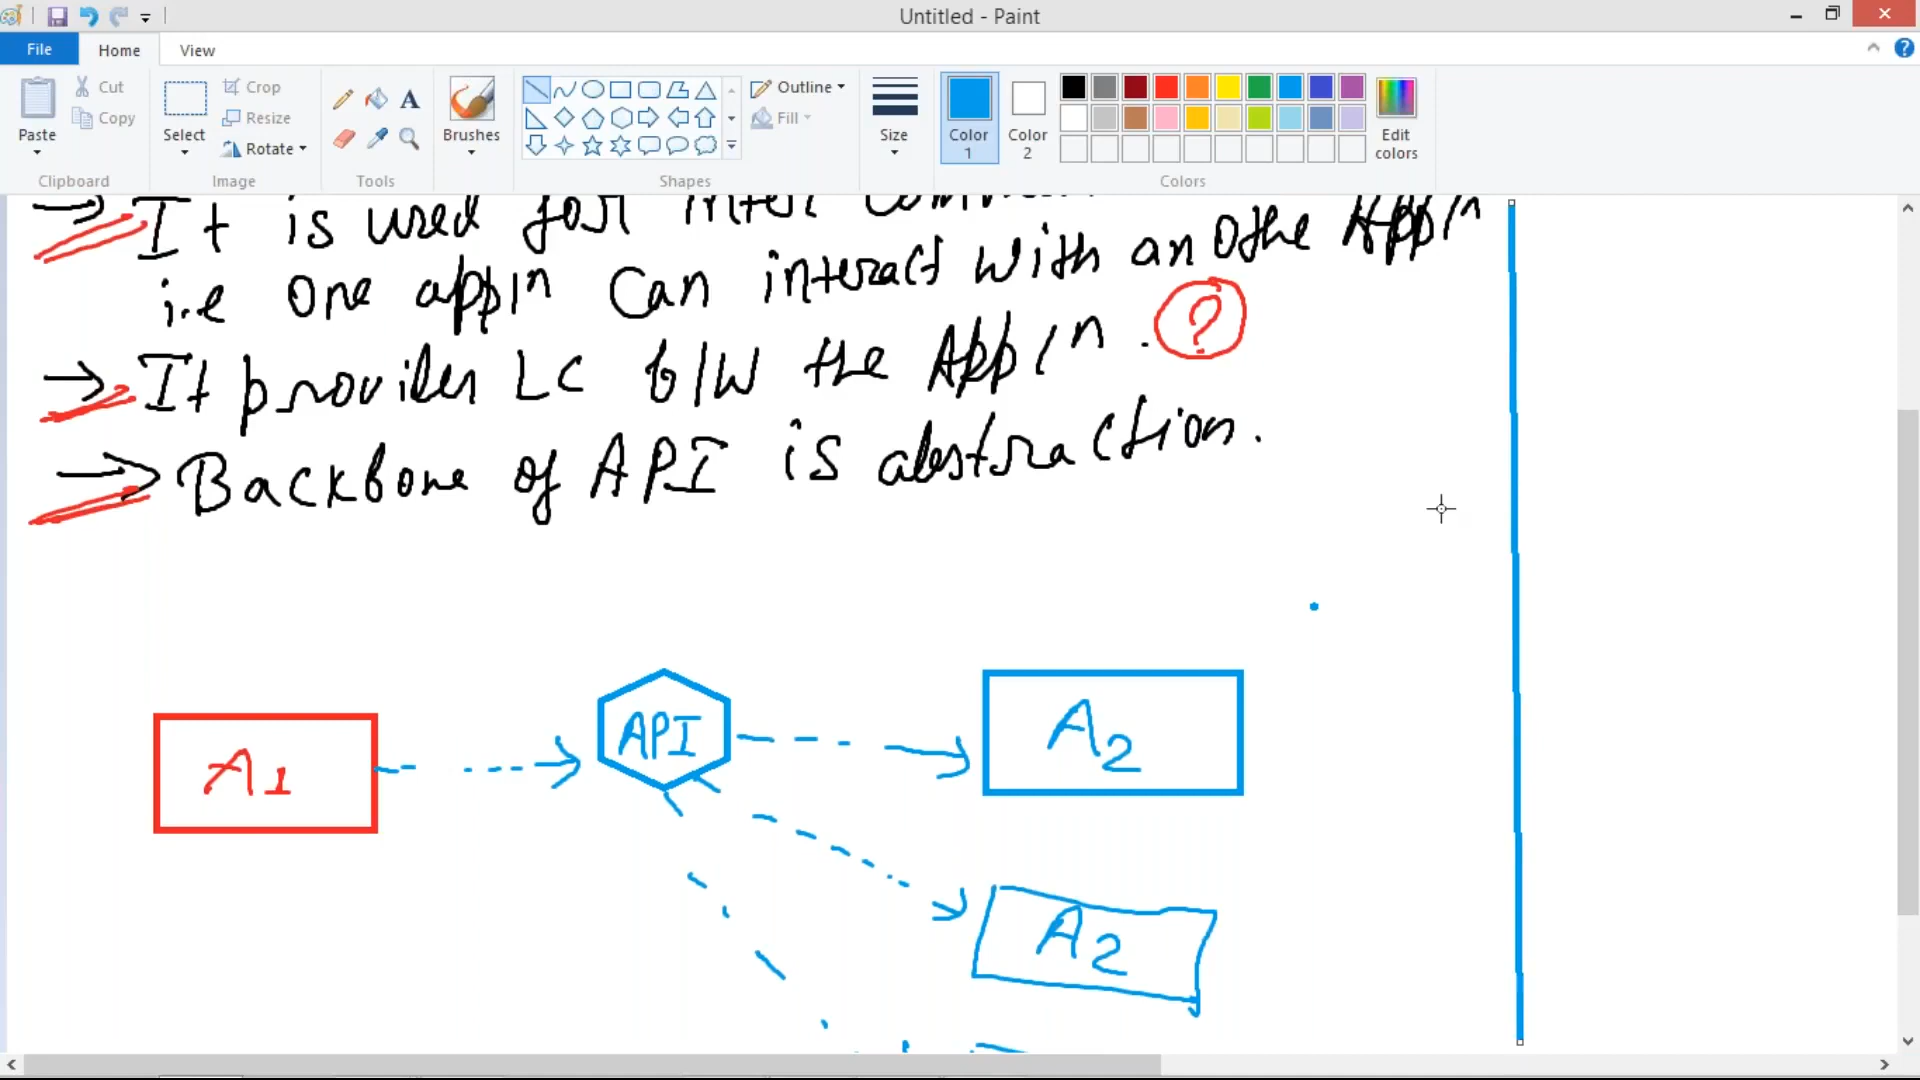 Untitled - Paint
File Home View
Paste Cut Copy Clipboard
Select Crop Resize Rotate Image
A Tools
Brushes
Shapes Outline Fill
Size
Color 1 Color 2 Edit colors Colors
→ It is used for inter
i.e one appln can interact with an othe Appln
→ It provides LC b/w the Appln. ?
→ Backbone of API is abstraction.
A1
API
A2
A2